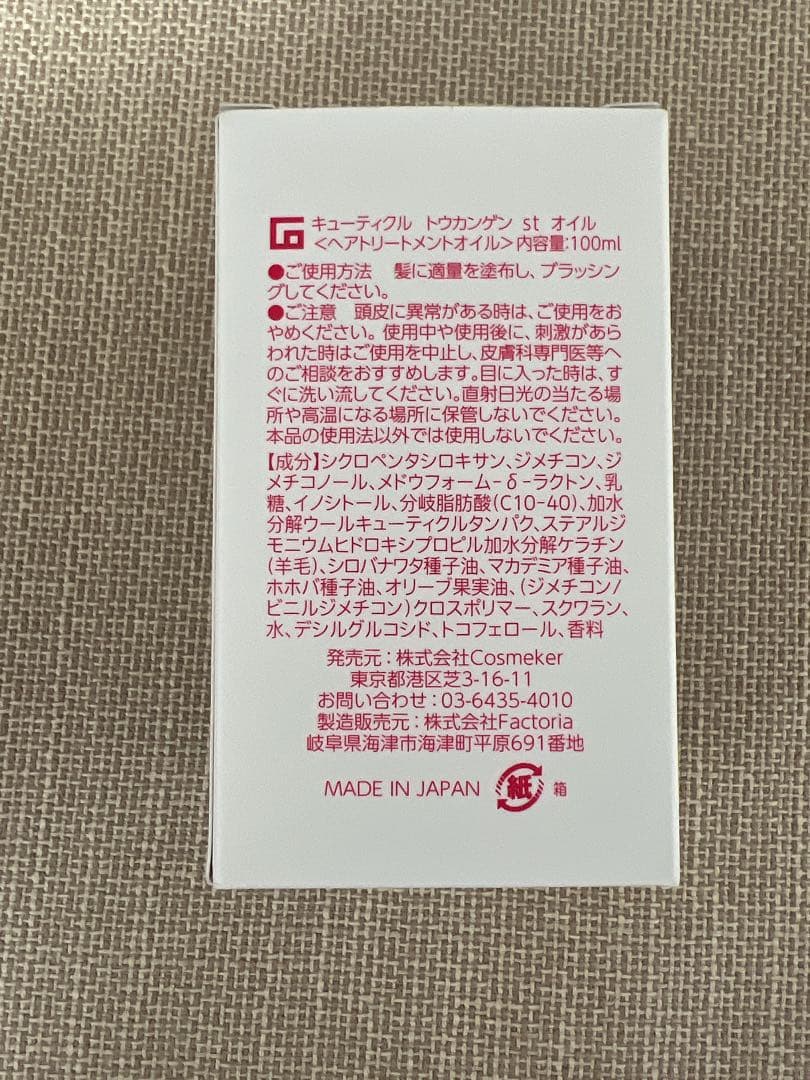 キューティクル トウカンゲン st オイル
<ヘアトリートメントオイル>内容量:100ml
●ご使用方法 髪に適量を塗布し、ブラッシン
グしてください。
●ご注意 頭皮に異常がある時は、ご使用をお
やめください。使用中や使用後に、刺激があら
われた時はご使用を中止し、皮膚科専門医等へ
のご相談をおすすめします。目に入った時は、す
ぐに洗い流してください。直射日光の当たる場
所や高温になる場所に保管しないでください。
本品の使用法以外では使用しないでください。
【成分】シクロペンタシロキサン、ジメチコン、ジ
メチコノール、メドウフォーム-δ-ラクトン、乳
糖、イノシトール、分岐脂肪酸(C10-40)、加水
分解ウールキューティクルタンパク、ステアルジ
モニウムヒドロキシプロピル加水分解ケラチン
(羊毛)、シロバナワタ種子油、マカデミア種子油、
ホホバ種子油、オリーブ果実油、(ジメチコン/
ビニルジメチコン)クロスポリマー、スクワラン、
水、デシルグルコシド、トコフェロール、香料
発売元:株式会社Cosmeker
東京都港区芝3-16-11
お問い合わせ:03-6435-4010
製造販売元:株式会社Factoria
岐阜県海津市海津町平原691番地
MADE IN JAPAN 紙 箱